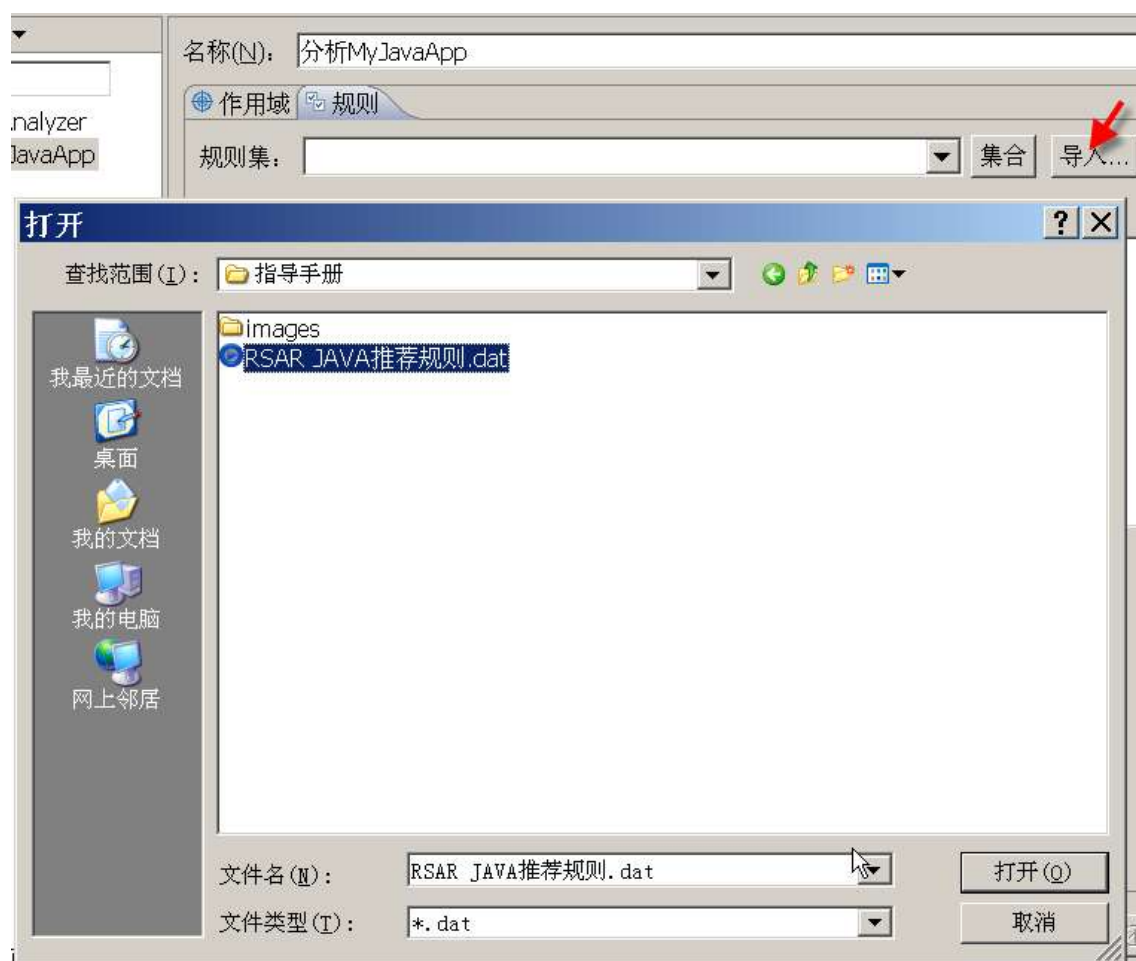 名称(N): 分析MyJavaApp
作用域 规则
nalyzer
JavaApp
规则集: 集合 导入...
打开
查找范围(I): 指导手册
images
RSAR JAVA推荐规则.dat
我最近的文档
桌面
我的文档
我的电脑
网上邻居
文件名(N): RSAR JAVA推荐规则.dat 打开(O)
文件类型(T): *.dat 取消